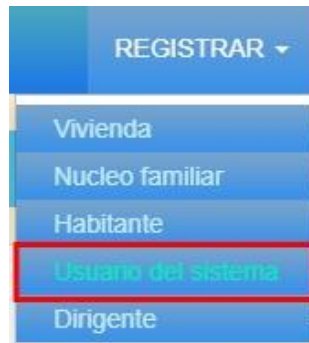 REGISTRAR
Vivienda
Nucleo familiar
Habitante
Usuario del sistema
Dirigente